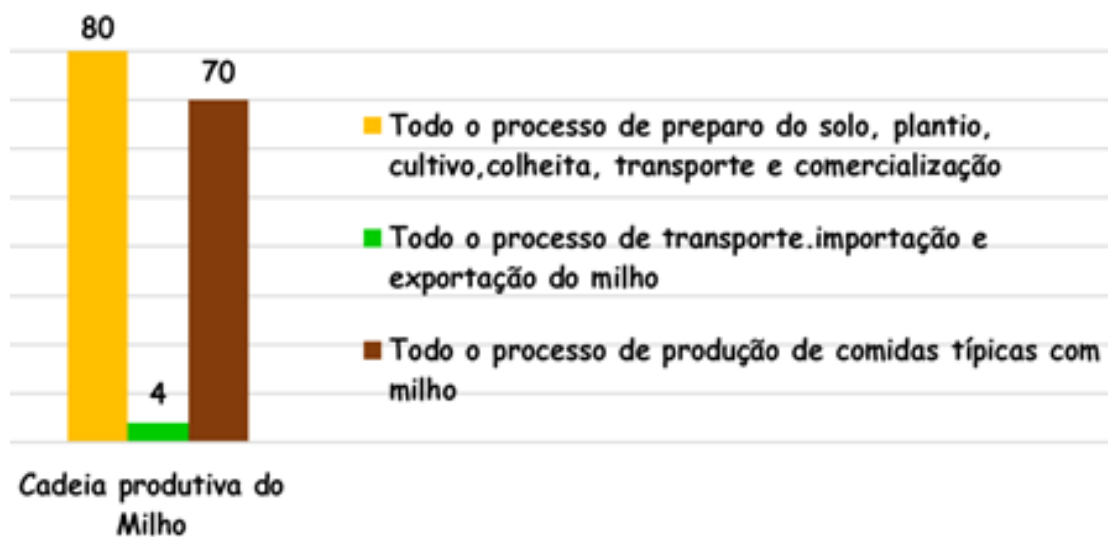 80
70
4
Todo o processo de preparo do solo, plantio,
cultivo,colheita, transporte e comercialização
Todo o processo de transporte.importação e
exportação do milho
Todo o processo de produção de comidas típicas com
milho
Cadeia produtiva do
Milho